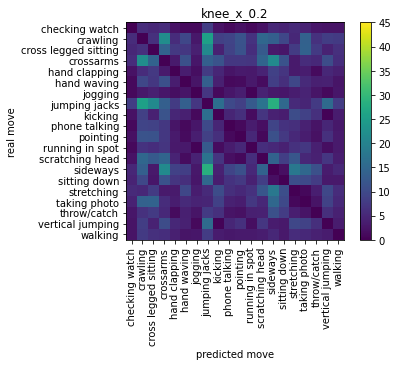 knee_x_0.2
real move
checking watch
crawling
cross legged sitting
crossarms
hand clapping
hand waving
jogging
jumping jacks
kicking
phone talking
pointing
running in spot
scratching head
sideways
sitting down
stretching
taking photo
throw/catch
vertical jumping
walking
checking watch
crawling
cross legged sitting
crossarms
hand clapping
hand waving
jogging
jumping jacks
kicking
phone talking
pointing
running in spot
scratching head
sideways
sitting down
stretching
taking photo
throw/catch
vertical jumping
walking
predicted move
45
40
35
30
25
20
15
10
5
0